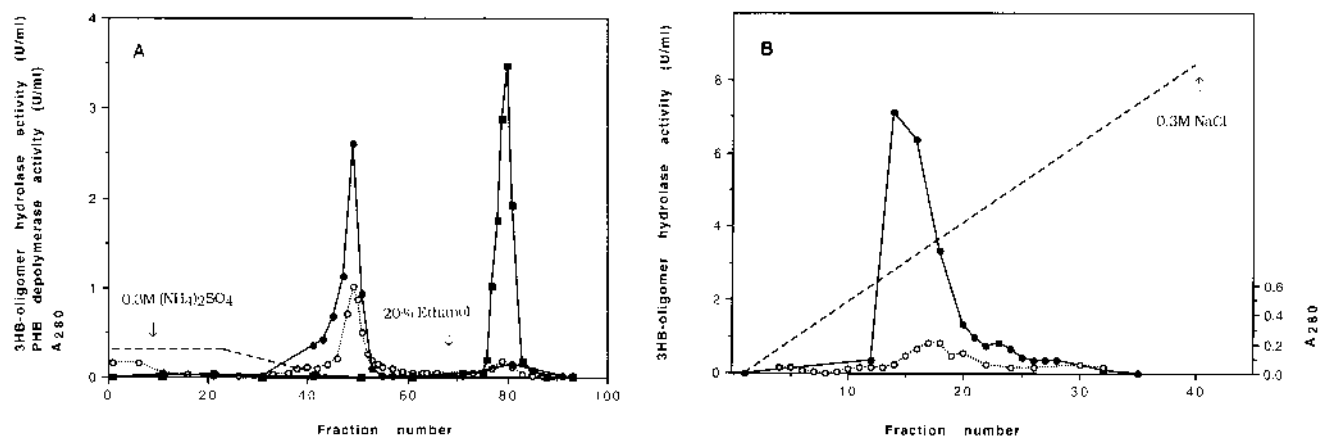 A
3HB-oligomer hydrolase activity (U/ml)
PHB depolymerase activity (U/ml)
A280
4
3
2
1
0
0.3M (NH4)2SO4
20% Ethanol
0 20 40 60 80 100
Fraction number
B
3HB-oligomer hydrolase activity (U/ml)
8
6
4
2
0
0.3M NaCl
0.6
0.4
0.2
0.0
A280
10 20 30 40
Fraction number